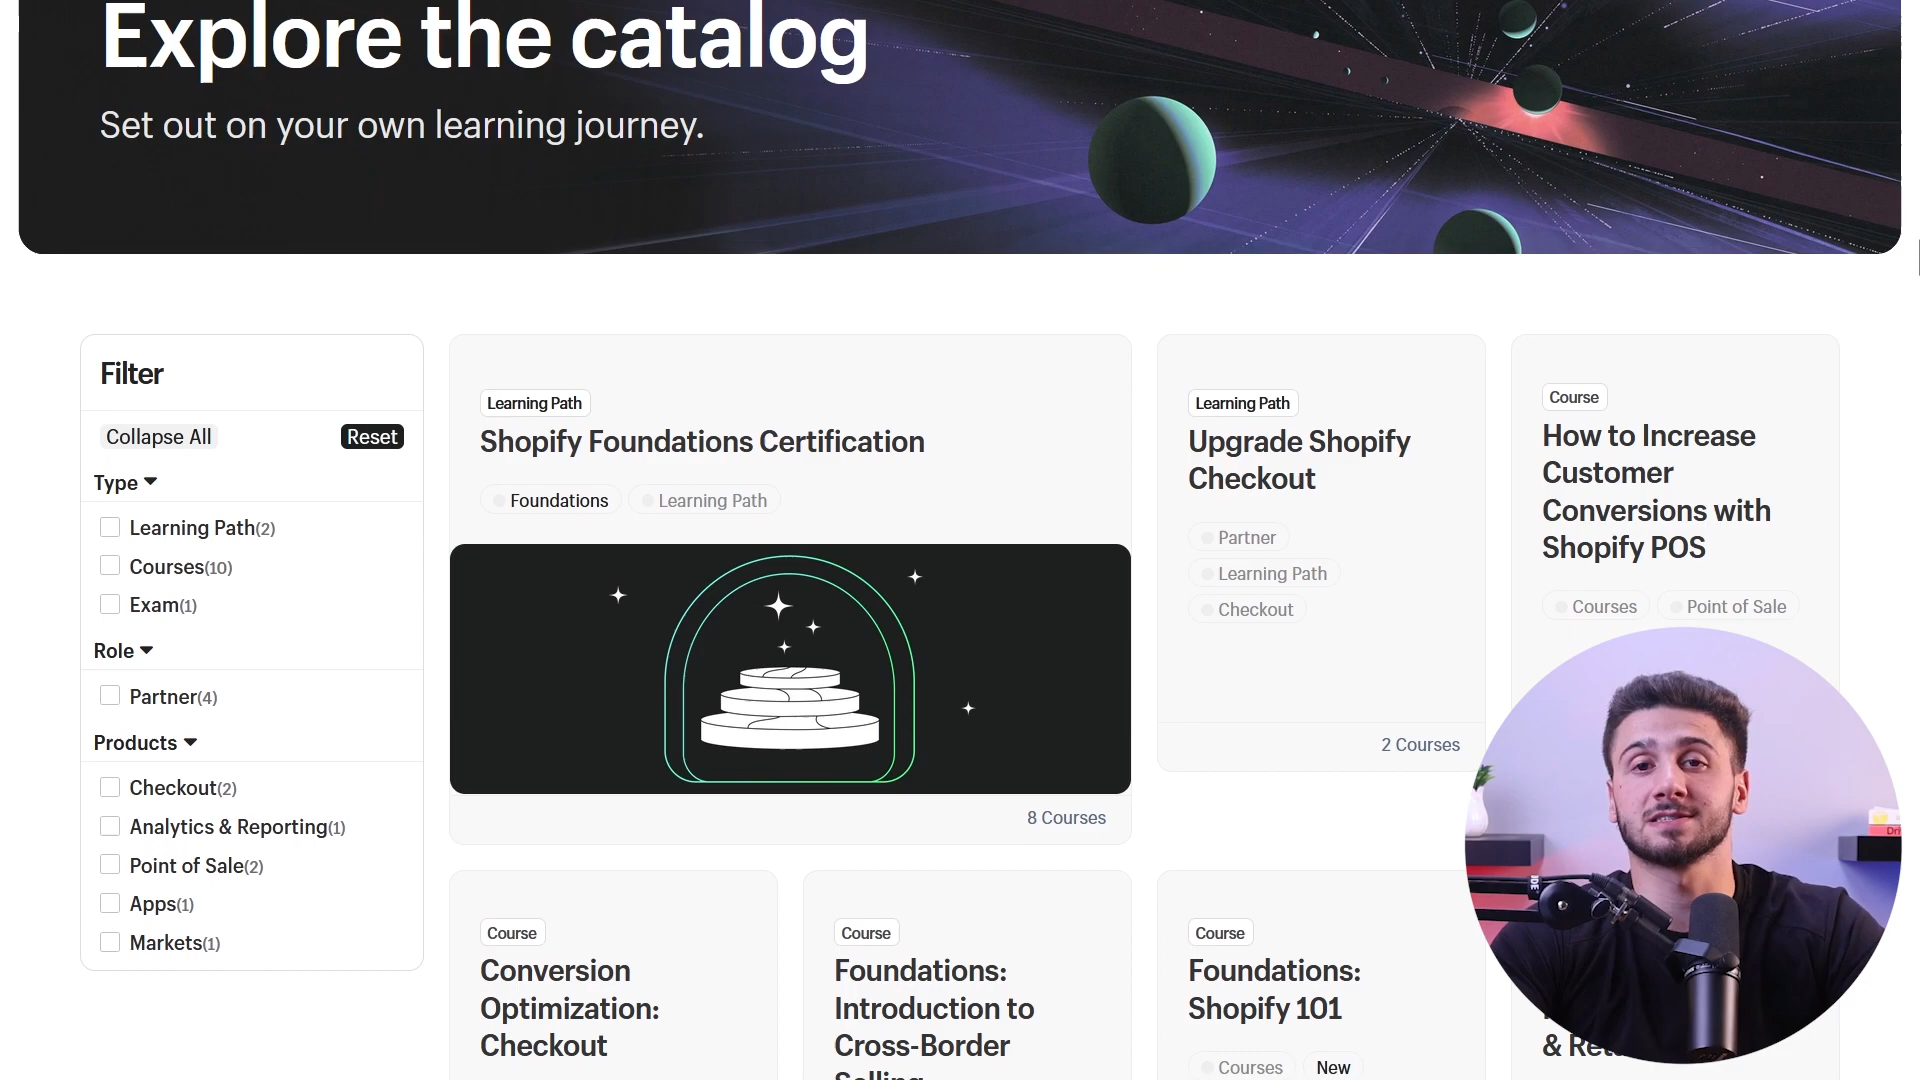 Explore the catalog
Set out on your own learning journey.
Filter
Collapse All
Reset
Type
Learning Path(2)
Courses(10)
Exam(1)
Role
Partner(4)
Products
Checkout(2)
Analytics & Reporting(1)
Point of Sale(2)
Apps(1)
Markets(1)
Learning Path
Shopify Foundations Certification
Foundations
Learning Path
8 Courses
Learning Path
Upgrade Shopify
Checkout
Partner
Learning Path
Checkout
2 Courses
Course
How to Increase
Customer
Conversions with
Shopify POS
Courses
Point of Sale
Course
Conversion
Optimization:
Checkout
Course
Foundations:
Introduction to
Cross-Border
Selling
Course
Foundations:
Shopify 101
Courses
New
&